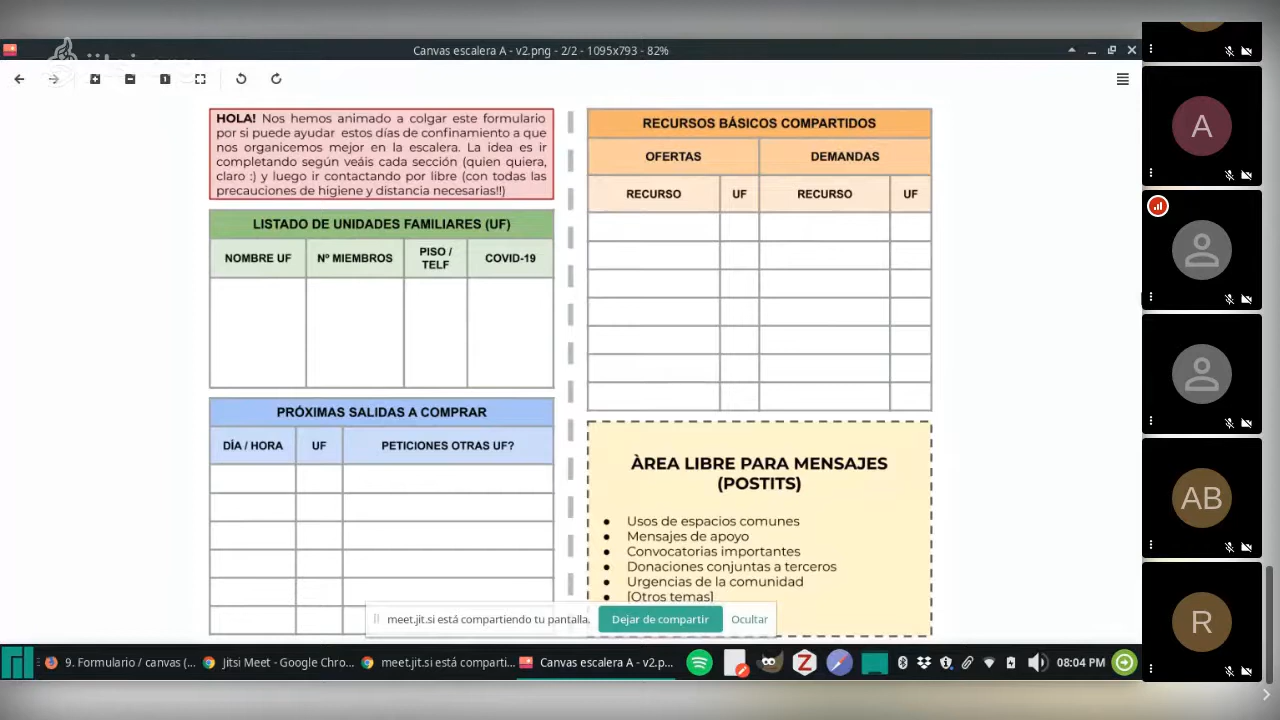 Canvas escalera A - v2.png - 2/2 - 1095x793 - 82%
HOLA! Nos hemos animado a colgar este formulario
por si puede ayudar estos días de confinamiento a que
nos organicemos mejor en la escalera. La idea es ir
completando según veáis cada sección (quien quiera,
claro :) y luego ir contactando por libre (con todas las
precauciones de higiene y distancia necesarias!!)
LISTADO DE UNIDADES FAMILIARES (UF)
NOMBRE UF
Nº MIEMBROS
PISO /
TELF
COVID-19
PRÓXIMAS SALIDAS A COMPRAR
DÍA / HORA
UF
PETICIONES OTRAS UF?
RECURSOS BÁSICOS COMPARTIDOS
OFERTAS
DEMANDAS
RECURSO
UF
RECURSO
UF
ÀREA LIBRE PARA MENSAJES
(POSTITS)
● Usos de espacios comunes
● Mensajes de apoyo
● Convocatorias importantes
● Donaciones conjuntas a terceros
● Urgencias de la comunidad
● [Otros temas]
meet.jit.si está compartiendo tu pantalla.
Dejar de compartir
Ocultar
9. Formulario / canvas (...
Jitsi Meet - Google Chro...
meet.jit.si está comparti...
Canvas escalera A - v2.p...
08:04 PM
A
AB
R